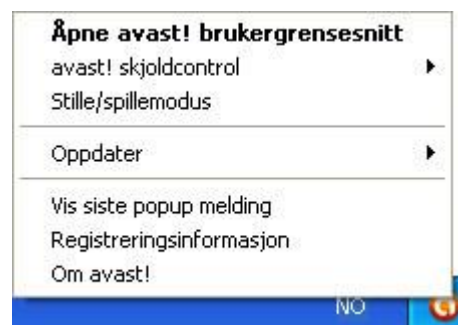 Åpne avast! brukergrensesnitt
avast! skjoldcontrol
Stille/spillemodus
Oppdater
Vis siste popup melding
Registreringsinformasjon
Om avast!
NO